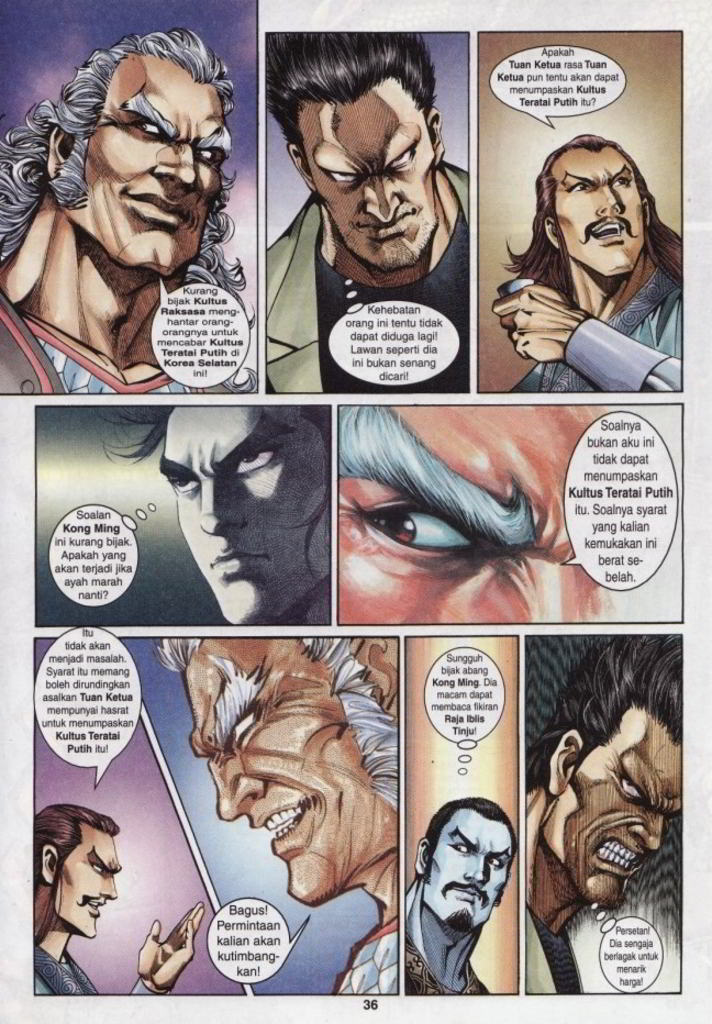 Kurang
bijak Kultus
Raksasa meng-
hantar orang-
orangnya untuk
mencabar Kultus
Teratai Putih di
Korea Selatan
ini!
Kehebatan
orang ini tentu tidak
dapat diduga lagi!
Lawan seperti dia
ini bukan senang
dicari!
Apakah
Tuan Ketua rasa Tuan
Ketua pun tentu akan dapat
menumpaskan Kultus
Teratai Putih itu?
Soalan
Kong Ming
ini kurang bijak.
Apakah yang
akan terjadi jika
ayah marah
nanti?
Soalnya
bukan aku ini
tidak dapat
menumpaskan
Kultus Teratai Putih
itu. Soalnya syarat
yang kalian
kemukakan ini
berat se-
belah.
Itu
tidak akan
menjadi masalah.
Syarat itu memang
boleh dirundingkan
asalkan Tuan Ketua
mempunyai hasrat
untuk menumpaskan
Kultus Teratai
Putih itu!
Bagus!
Permintaan
kalian akan
kutimbang-
kan!
Sungguh
bijak abang
Kong Ming. Dia
macam dapat
membaca fikiran
Raja Iblis
Tinju!
Persetan!
Dia sengaja
berlagak untuk
menarik
harga!
36